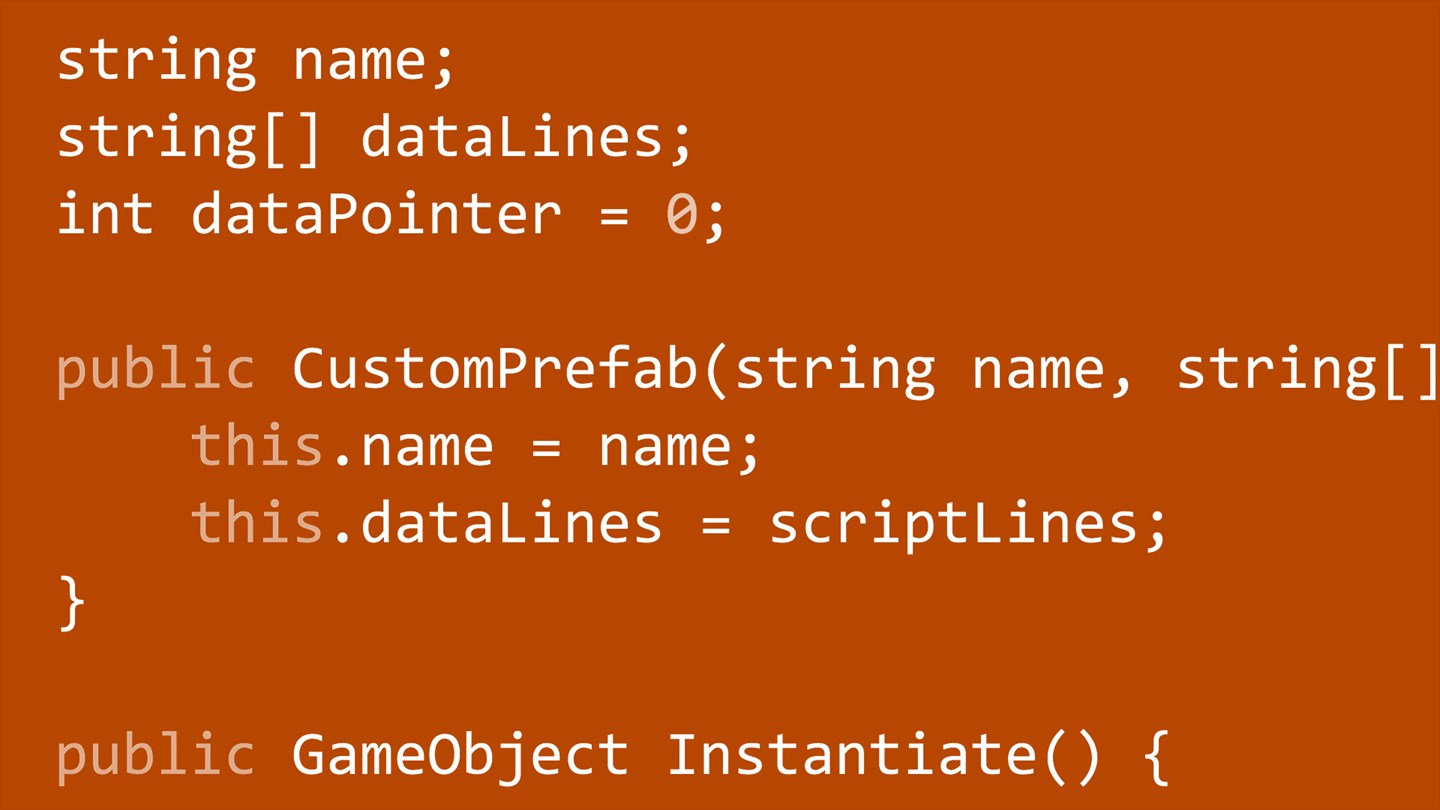 string name;
string[] dataLines;
int dataPointer = 0;
public CustomPrefab(string name, string[]
this.name = name;
this.dataLines = scriptLines;
}
public GameObject Instantiate() {